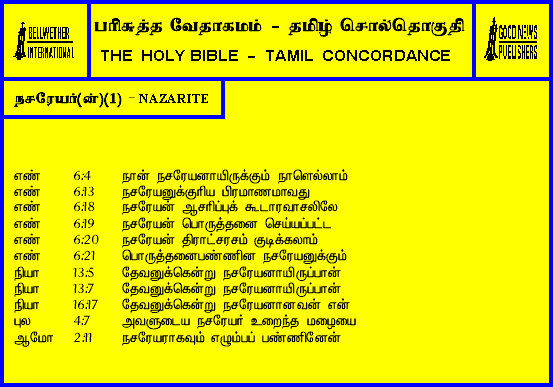 BELLWETHER INTERNATIONAL
பரிசுத்த வேதாகமம் - தமிழ் சொல்தொகுதி
THE HOLY BIBLE - TAMIL CONCORDANCE
GOOD NEWS PUBLISHERS
நசரேயர்(ன்)(1) - NAZARITE
எண் 6:4 நான் நசரேயனாயிருக்கும் நாளெல்லாம்
எண் 6:13 நசரேயனுக்குரிய பிரமாணமாவது
எண் 6:18 நசரேயன் ஆசரிப்புக் கூடாரவாசலிலே
எண் 6:19 நசரேயன் பொருத்தனை செய்யப்பட்ட
எண் 6:20 நசரேயன் திராட்சரசம் குடிக்கலாம்
எண் 6:21 பொருத்தனைபண்ணின நசரேயனுக்கும்
நியா 13:5 தேவனுக்கென்று நசரேயனாயிருப்பான்
நியா 13:7 தேவனுக்கென்று நசரேயனாயிருப்பான்
நியா 16:17 தேவனுக்கென்று நசரேயனானவன் என்
புல 4:7 அவளுடைய நசரேயர் உறைந்த மழையை
ஆமோ 2:11 நசரேயராகவும் எழும்பப் பண்ணினேன்